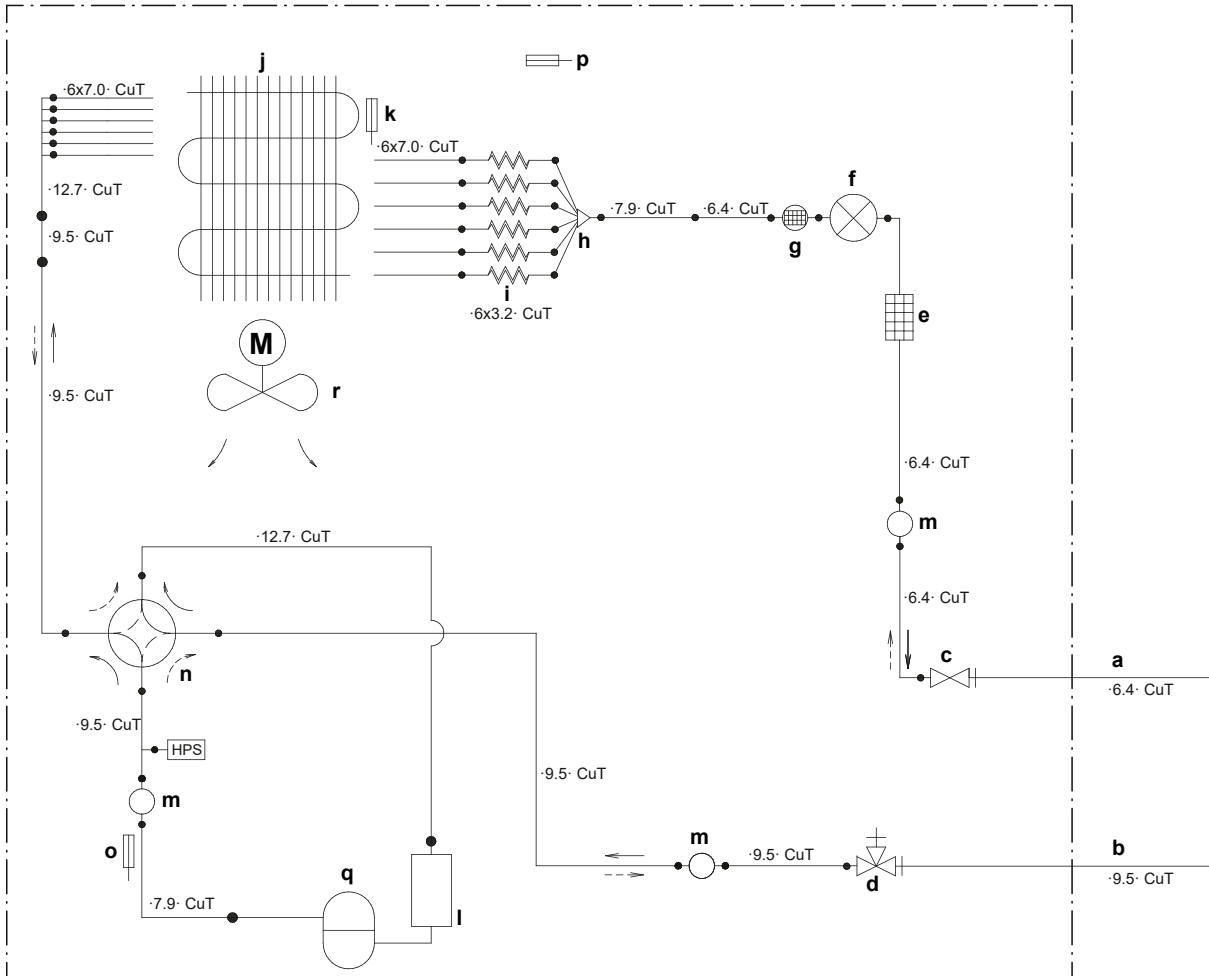 j
p
·6x7.0· CuT
k
·6x7.0· CuT
·12.7· CuT
·9.5· CuT
f
·7.9· CuT
·6.4· CuT
h
g
i
·6x3.2· CuT
e
M
r
·9.5· CuT
·6.4· CuT
m
·12.7· CuT
·6.4· CuT
n
c
a
·6.4· CuT
·9.5· CuT
HPS
·9.5· CuT
m
m
·9.5· CuT
b
o
d
·9.5· CuT
q
·7.9· CuT
l